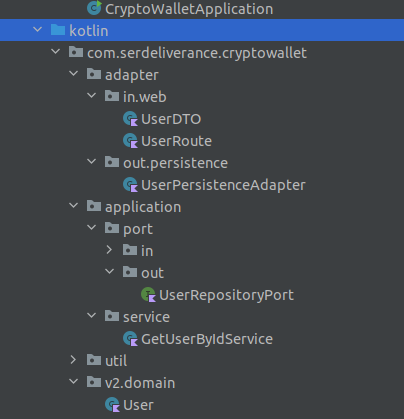 CryptoWalletApplication
kotlin
com.serdeliverance.cryptowallet
adapter
in.web
UserDTO
UserRoute
out.persistence
UserPersistenceAdapter
application
port
in
out
UserRepositoryPort
service
GetUserByIdService
util
v2.domain
User